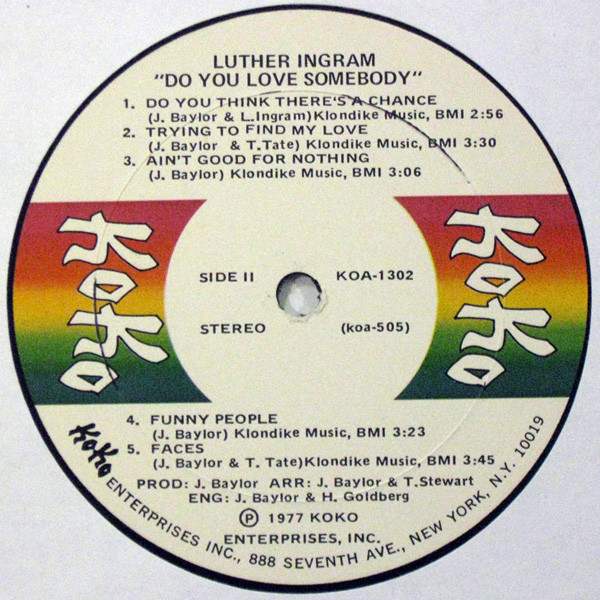 LUTHER INGRAM
"DO YOU LOVE SOMEBODY"
1. DO YOU THINK THERE'S A CHANCE
(J. Baylor & L.Ingram)Klondike Music, BMI 2:56
2. TRYING TO FIND MY LOVE
(J. Baylor & T.Tate) Klondike Music, BMI 3:30
3. AIN'T GOOD FOR NOTHING
(J. Baylor) Klondike Music, BMI 3:06
KOKO
KOKO
SIDE II KOA-1302
STEREO (koa-505)
4. FUNNY PEOPLE
(J. Baylor) Klondike Music, BMI 3:23
5. FACES
(J. Baylor & T. Tate)Klondike Music, BMI 3:45
PROD: J. Baylor ARR: J. Baylor & T.Stewart
ENG: J. Baylor & H. Goldberg
℗ 1977 KOKO
ENTERPRISES, INC.
KoKo ENTERPRISES INC., 888 SEVENTH AVE., NEW YORK, N.Y. 10019